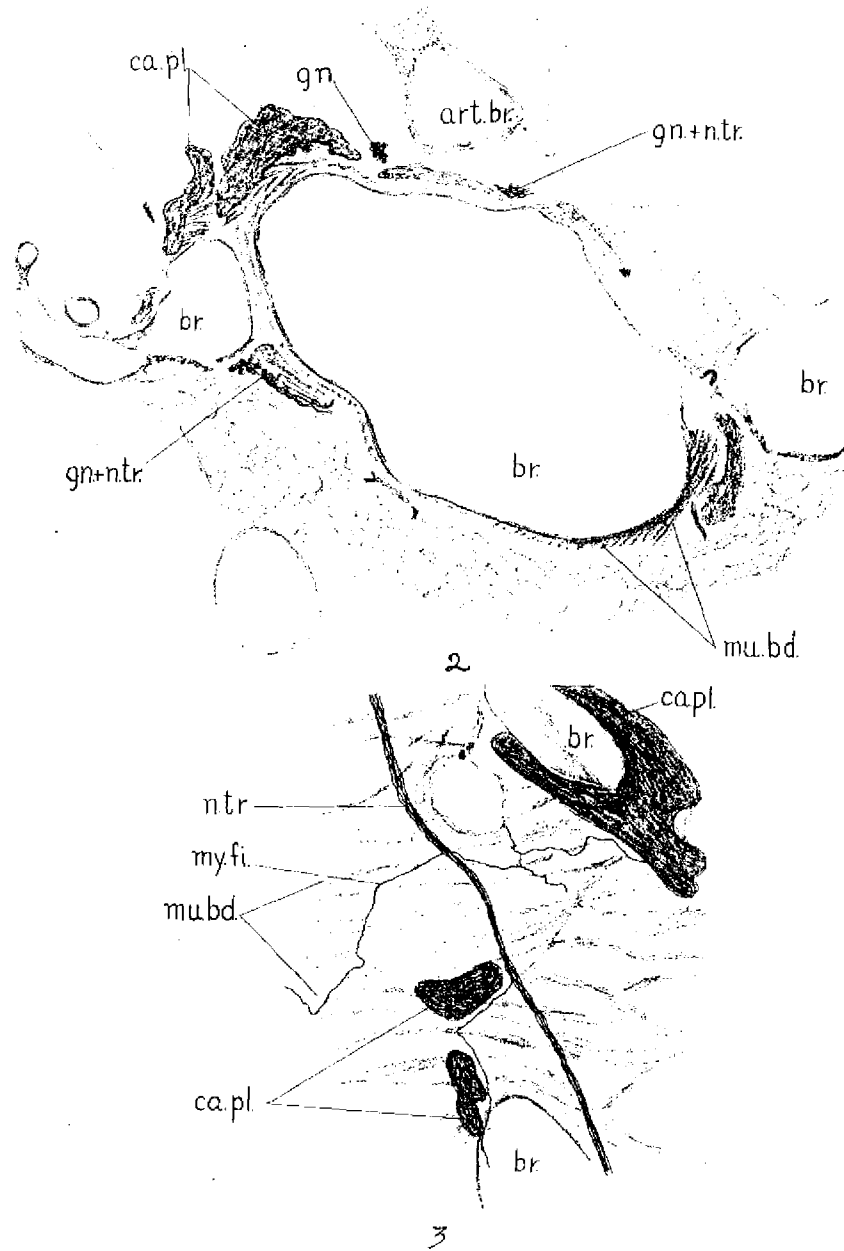 ca.pl.
gn.
art.br.
gn.+n.tr.
br.
br.
gn.+n.tr.
br.
mu.bd.
2
ca.pl.
br.
n.tr
my.fi.
mu.bd.
ca.pl.
br.
3